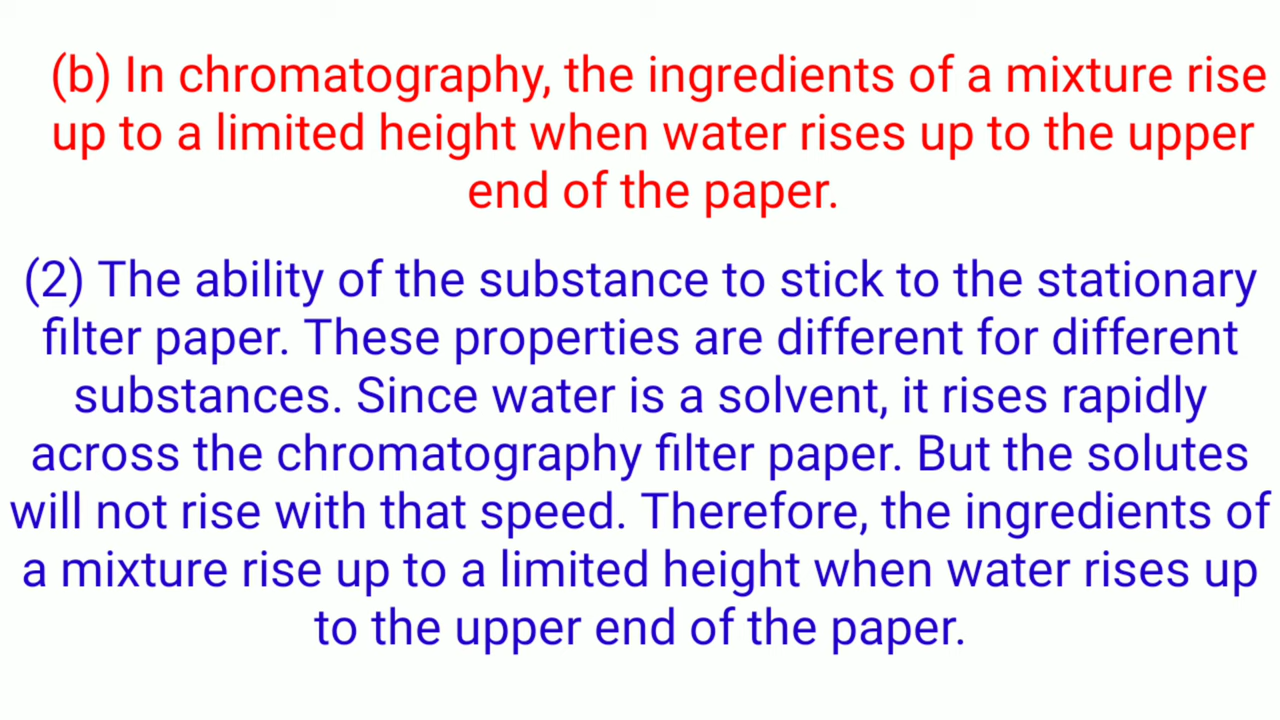 (b) In chromatography, the ingredients of a mixture rise
up to a limited height when water rises up to the upper
end of the paper.
(2) The ability of the substance to stick to the stationary
filter paper. These properties are different for different
substances. Since water is a solvent, it rises rapidly
across the chromatography filter paper. But the solutes
will not rise with that speed. Therefore, the ingredients of
a mixture rise up to a limited height when water rises up
to the upper end of the paper.